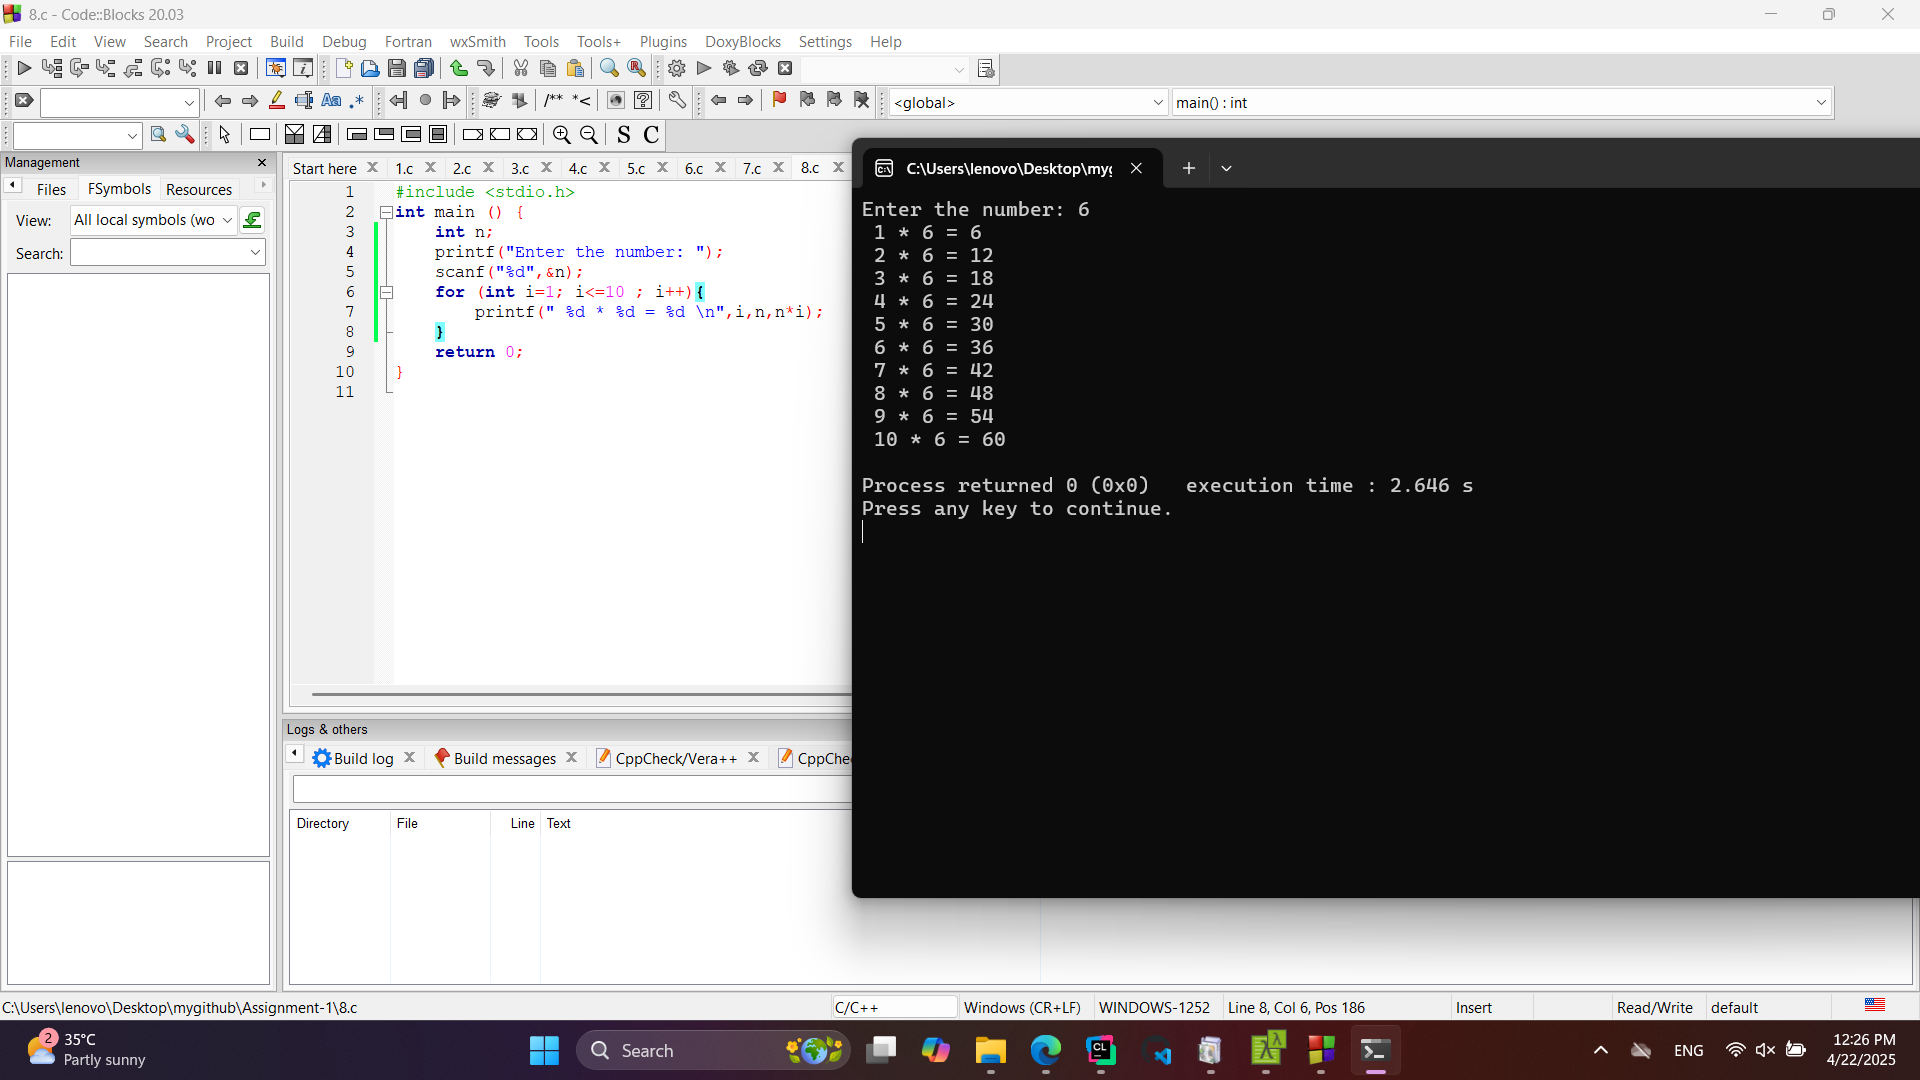 8.c - Code::Blocks 20.03
File Edit View Search Project Build Debug Fortran wxSmith Tools Tools+ Plugins DoxyBlocks Settings Help
<global>
main() : int
Management
Files FSymbols Resources
View: All local symbols (wo
Search:
Start here 1.c 2.c 3.c 4.c 5.c 6.c 7.c 8.c
1 #include <stdio.h>
2 int main () {
3 int n;
4 printf("Enter the number: ");
5 scanf("%d",&n);
6 for (int i=1; i<=10 ; i++){
7 printf(" %d * %d = %d \n",i,n,n*i);
8 }
9 return 0;
10 }
11
C:\Users\lenovo\Desktop\myg
Enter the number: 6
1 * 6 = 6
2 * 6 = 12
3 * 6 = 18
4 * 6 = 24
5 * 6 = 30
6 * 6 = 36
7 * 6 = 42
8 * 6 = 48
9 * 6 = 54
10 * 6 = 60
Process returned 0 (0x0)   execution time : 2.646 s
Press any key to continue.
Logs & others
Build log Build messages CppCheck/Vera++ CppChe
Directory File Line Text
C:\Users\lenovo\Desktop\mygithub\Assignment-1\8.c C/C++ Windows (CR+LF) WINDOWS-1252 Line 8, Col 6, Pos 186 Insert Read/Write default
2
35°C
Partly sunny
Search
ENG
12:26 PM
4/22/2025